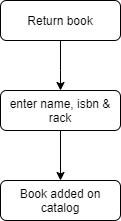 Return book
enter name, isbn &
rack
Book added on
catalog